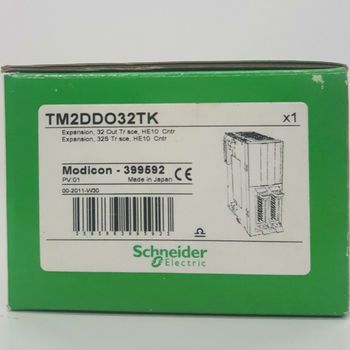 TM2DDO32TK
x1
Expansion, 32 Out Tr sce, HE10 Cntr
Expansion, 32S Tr sce, HE10 Cntr
Modicon - 399592
PV:01 Made in Japan CE
00-2011-W30
Schneider
Electric